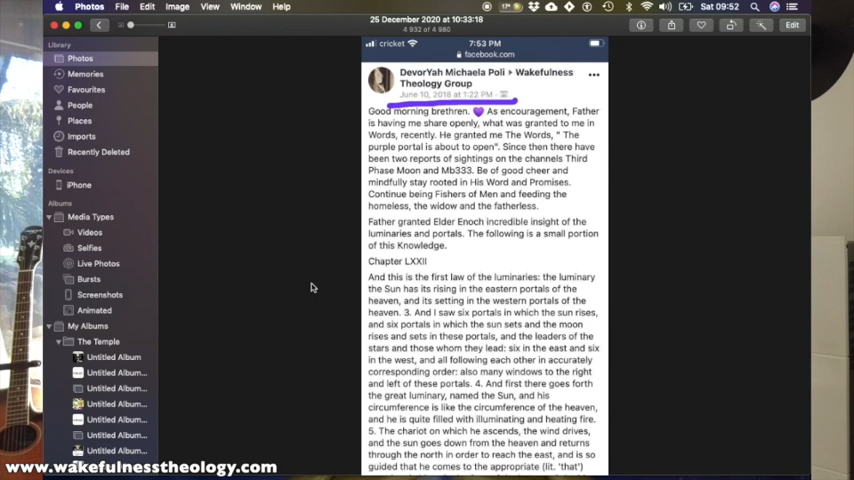 Photos File Edit Image View Window Help
17° Sat 09:52
25 December 2020 at 10:33:18
4 932 of 4 980
Edit
Library
Photos
Memories
Favourites
People
Places
Imports
Recently Deleted
Devices
iPhone
Albums
Media Types
Videos
Selfies
Live Photos
Bursts
Screenshots
Animated
My Albums
The Temple
Untitled Album
Untitled Album...
Untitled Album...
Untitled Album...
Untitled Album...
Untitled Album...
Untitled Album...
www.wakefulnesstheology.com
cricket 7:53 PM
facebook.com
DevorYah Michaela Poli ▸ Wakefulness
Theology Group
June 10, 2018 at 1:22 PM ·
Good morning brethren. 💜 As encouragement, Father
is having me share openly, what was granted to me in
Words, recently. He granted me The Words, " The
purple portal is about to open". Since then there have
been two reports of sightings on the channels Third
Phase Moon and Mb333. Be of good cheer and
mindfully stay rooted in His Word and Promises.
Continue being Fishers of Men and feeding the
homeless, the widow and the fatherless.
Father granted Elder Enoch incredible insight of the
luminaries and portals. The following is a small portion
of this Knowledge.
Chapter LXXII
And this is the first law of the luminaries: the luminary
the Sun has its rising in the eastern portals of the
heaven, and its setting in the western portals of the
heaven. 3. And I saw six portals in which the sun rises,
and six portals in which the sun sets and the moon
rises and sets in these portals, and the leaders of the
stars and those whom they lead: six in the east and six
in the west, and all following each other in accurately
corresponding order: also many windows to the right
and left of these portals. 4. And first there goes forth
the great luminary, named the Sun, and his
circumference is like the circumference of the heaven,
and he is quite filled with illuminating and heating fire.
5. The chariot on which he ascends, the wind drives,
and the sun goes down from the heaven and returns
through the north in order to reach the east, and is so
guided that he comes to the appropriate (lit. 'that')